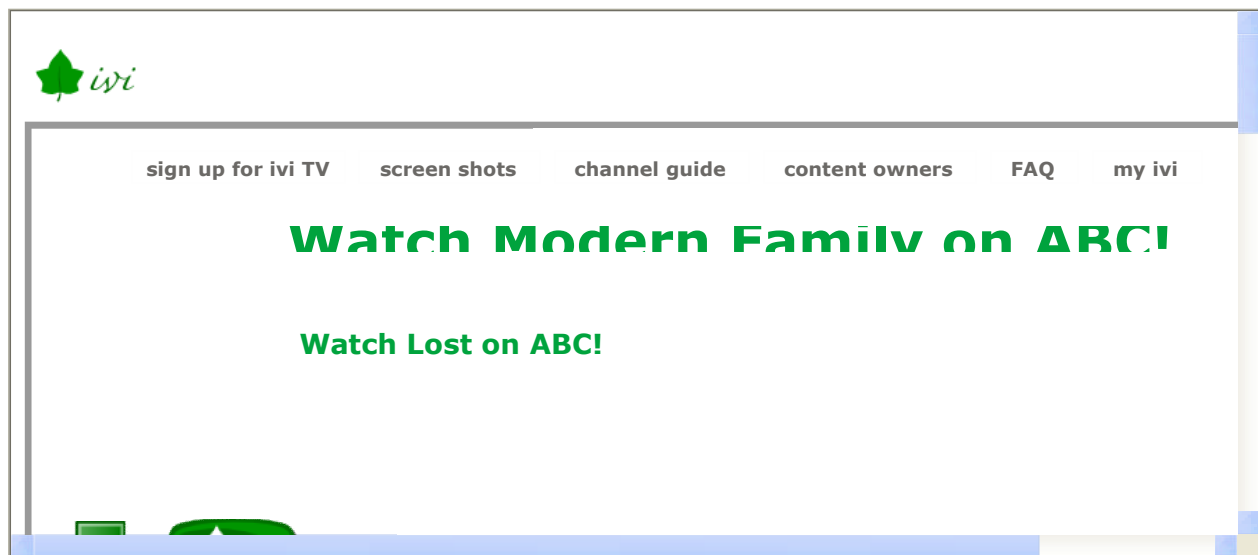 ivi
sign up for ivi TV screen shots channel guide content owners FAQ my ivi
Watch Modern Family on ABC!
Watch Lost on ABC!